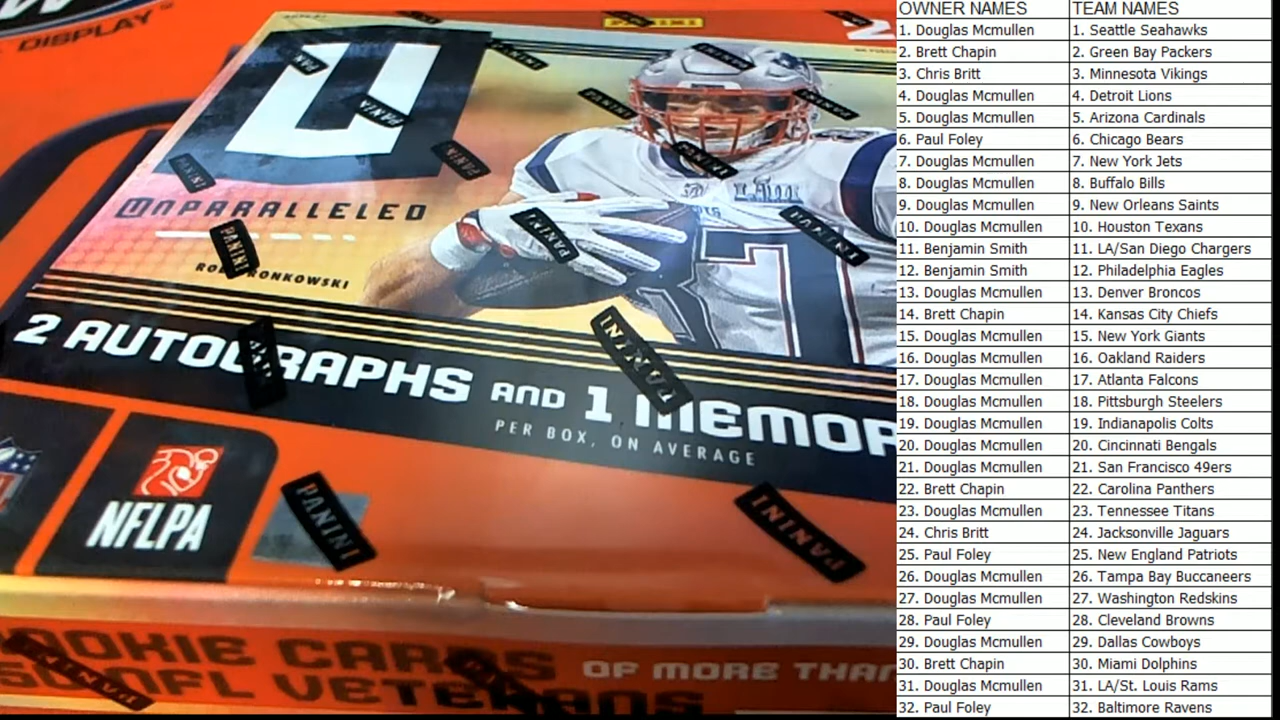 DISPLAY
PANINI
UNPARALLELED
2 AUTOGRAPHS AND 1
PER BOX, ON AVERAGE
NFLPA
PANINI
PANINI
PANINI
PANINI
PANINI
ROOKIE CARDS OF MORE THAN
NFL VETERANS
OWNER NAMES TEAM NAMES
1. Douglas Mcmullen 1. Seattle Seahawks
2. Brett Chapin 2. Green Bay Packers
3. Chris Britt 3. Minnesota Vikings
4. Douglas Mcmullen 4. Detroit Lions
5. Douglas Mcmullen 5. Arizona Cardinals
6. Paul Foley 6. Chicago Bears
7. Douglas Mcmullen 7. New York Jets
8. Douglas Mcmullen 8. Buffalo Bills
9. Douglas Mcmullen 9. New Orleans Saints
10. Douglas Mcmullen 10. Houston Texans
11. Benjamin Smith 11. LA/San Diego Chargers
12. Benjamin Smith 12. Philadelphia Eagles
13. Douglas Mcmullen 13. Denver Broncos
14. Brett Chapin 14. Kansas City Chiefs
15. Douglas Mcmullen 15. New York Giants
16. Douglas Mcmullen 16. Oakland Raiders
17. Douglas Mcmullen 17. Atlanta Falcons
18. Douglas Mcmullen 18. Pittsburgh Steelers
19. Douglas Mcmullen 19. Indianapolis Colts
20. Douglas Mcmullen 20. Cincinnati Bengals
21. Douglas Mcmullen 21. San Francisco 49ers
22. Brett Chapin 22. Carolina Panthers
23. Douglas Mcmullen 23. Tennessee Titans
24. Chris Britt 24. Jacksonville Jaguars
25. Paul Foley 25. New England Patriots
26. Douglas Mcmullen 26. Tampa Bay Buccaneers
27. Douglas Mcmullen 27. Washington Redskins
28. Paul Foley 28. Cleveland Browns
29. Douglas Mcmullen 29. Dallas Cowboys
30. Brett Chapin 30. Miami Dolphins
31. Douglas Mcmullen 31. LA/St. Louis Rams
32. Paul Foley 32. Baltimore Ravens